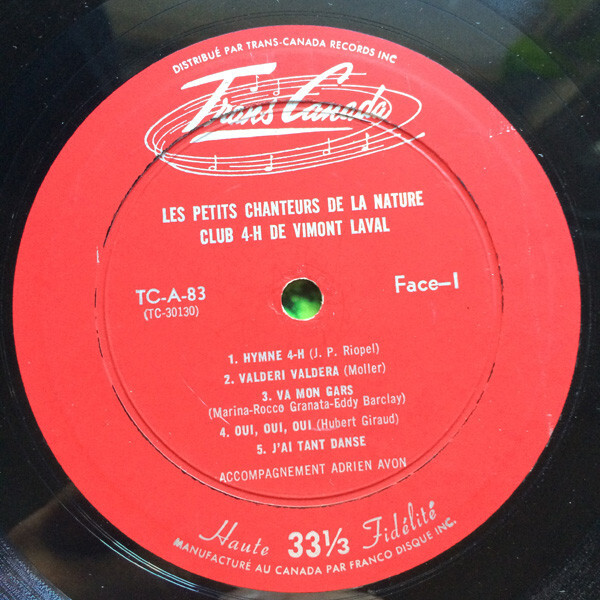 DISTRIBUÉ PAR TRANS-CANADA RECORDS INC
Trans Canada
LES PETITS CHANTEURS DE LA NATURE
CLUB 4-H DE VIMONT LAVAL
TC-A-83
(TC-30130)
Face-I
1. HYMNE 4-H (J. P. Riopel)
2. VALDERI VALDERA (Moller)
3. VA MON GARS
(Marina-Rocco Granata-Eddy Barclay)
4. OUI, OUI, OUI (Hubert Giraud)
5. J'AI TANT DANSE
ACCOMPAGNEMENT ADRIEN AVON
Haute 33⅓ Fidélité
MANUFACTURÉ AU CANADA PAR FRANCO DISQUE INC.